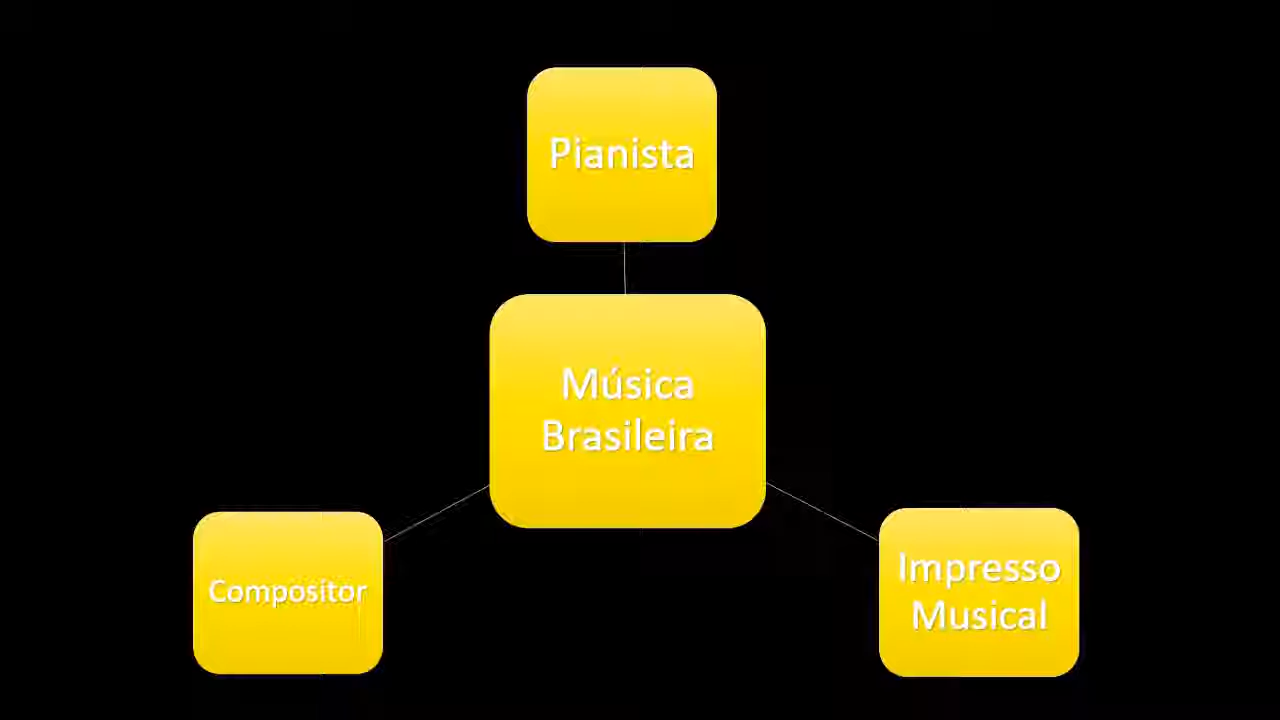 Pianista
Música
Brasileira
Compositor
Impresso
Musical